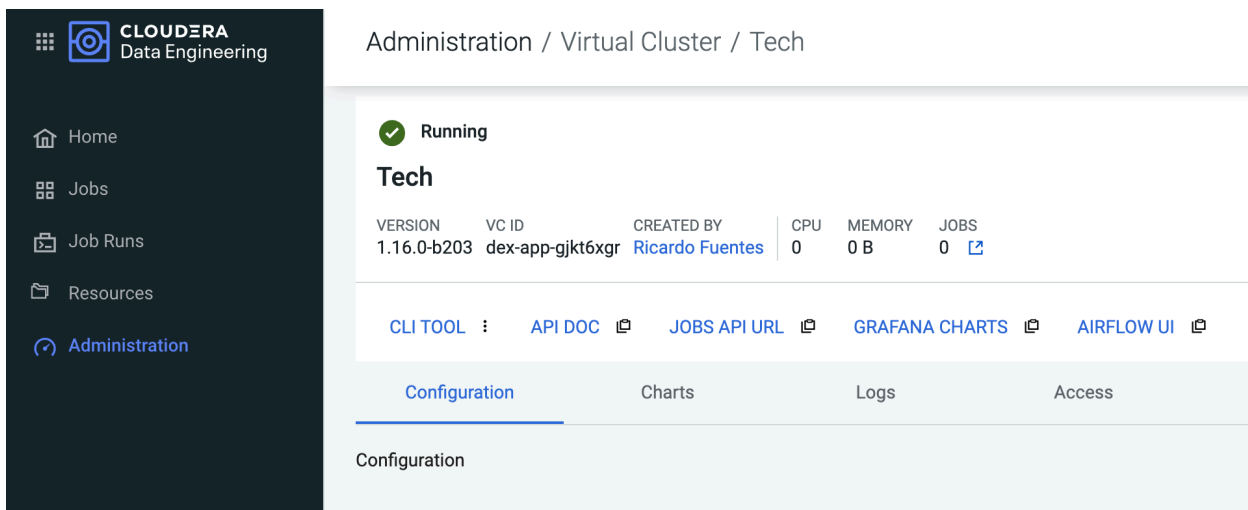 CLOUDERA
Data Engineering
Home
Jobs
Job Runs
Resources
Administration
Administration / Virtual Cluster / Tech
Running
Tech
VERSION VC ID CREATED BY CPU MEMORY JOBS
1.16.0-b203 dex-app-gjkt6xgr Ricardo Fuentes 0 0 B 0
CLI TOOL API DOC JOBS API URL GRAFANA CHARTS AIRFLOW UI
Configuration Charts Logs Access
Configuration